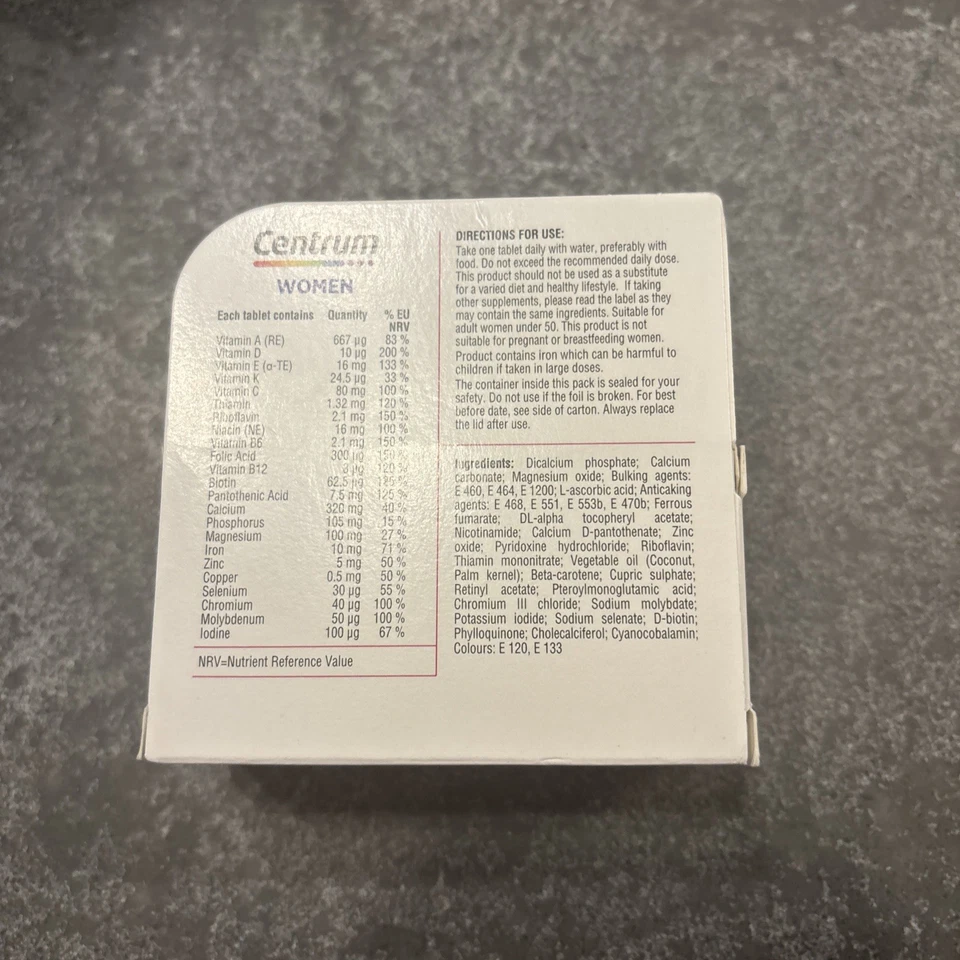 Centrum
WOMEN
Each tablet contains Quantity % EU
NRV
Vitamin A (RE) 667 µg 83 %
Vitamin D 10 µg 200 %
Vitamin E (α-TE) 16 mg 133 %
Vitamin K 24.5 µg 33 %
Vitamin C 80 mg 100 %
Thiamin 1.32 mg 120 %
Riboflavin 2.1 mg 150 %
Niacin (NE) 16 mg 100 %
Vitamin B6 2.1 mg 150 %
Folic Acid 300 µg 150 %
Vitamin B12 3 µg 120 %
Biotin 62.5 µg 125 %
Pantothenic Acid 7.5 mg 125 %
Calcium 320 mg 40 %
Phosphorus 105 mg 15 %
Magnesium 100 mg 27 %
Iron 10 mg 71 %
Zinc 5 mg 50 %
Copper 0.5 mg 50 %
Selenium 30 µg 55 %
Chromium 40 µg 100 %
Molybdenum 50 µg 100 %
Iodine 100 µg 67 %
NRV=Nutrient Reference Value
DIRECTIONS FOR USE:
Take one tablet daily with water, preferably with
food. Do not exceed the recommended daily dose.
This product should not be used as a substitute
for a varied diet and healthy lifestyle. If taking
other supplements, please read the label as they
may contain the same ingredients. Suitable for
adult women under 50. This product is not
suitable for pregnant or breastfeeding women.
Product contains iron which can be harmful to
children if taken in large doses.
The container inside this pack is sealed for your
safety. Do not use if the foil is broken. For best
before date, see side of carton. Always replace
the lid after use.
Ingredients: Dicalcium phosphate; Calcium
carbonate; Magnesium oxide; Bulking agents:
E 460, E 464, E 1200; L-ascorbic acid; Anticaking
agents: E 468, E 551, E 553b, E 470b; Ferrous
fumarate; DL-alpha tocopheryl acetate;
Nicotinamide; Calcium D-pantothenate; Zinc
oxide; Pyridoxine hydrochloride; Riboflavin;
Thiamin mononitrate; Vegetable oil (Coconut,
Palm kernel); Beta-carotene; Cupric sulphate;
Retinyl acetate; Pteroylmonoglutamic acid;
Chromium III chloride; Sodium molybdate;
Potassium iodide; Sodium selenate; D-biotin;
Phylloquinone; Cholecalciferol; Cyanocobalamin;
Colours: E 120, E 133